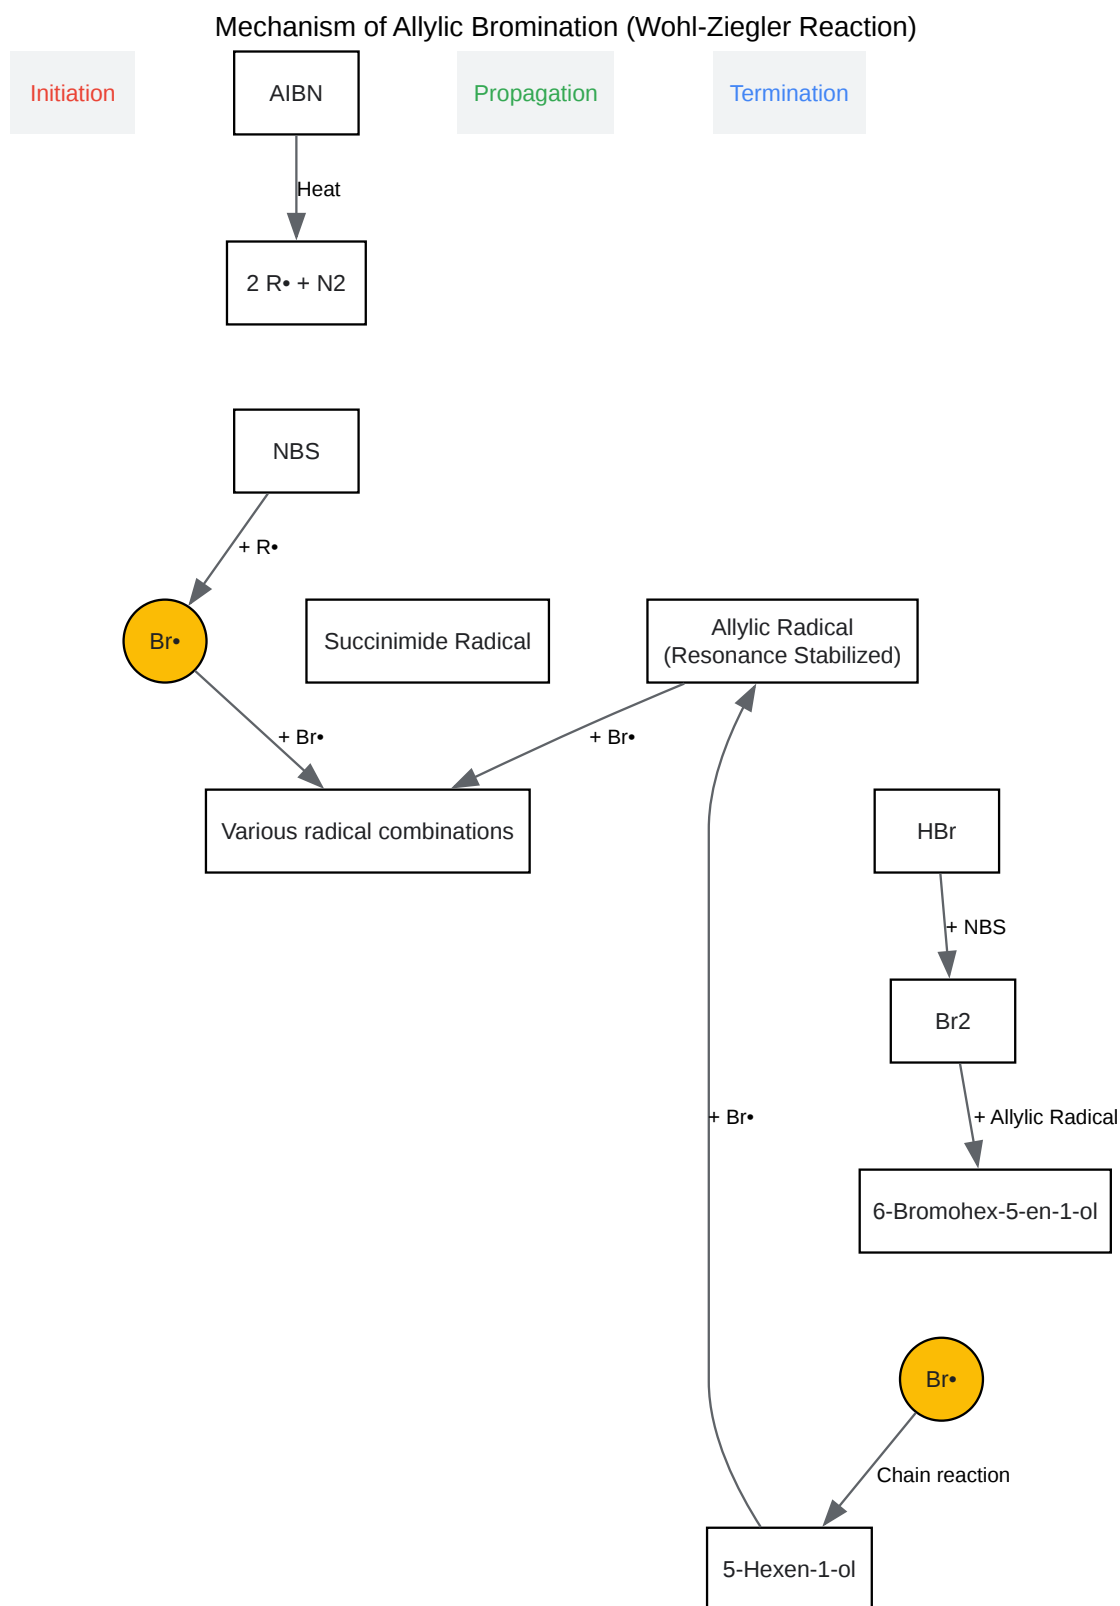 Mechanism of Allylic Bromination (Wohl-Ziegler Reaction)
Initiation
AIBN
Propagation
Termination
Heat
2 R• + N2
NBS
+ R•
Br•
Succinimide Radical
Allylic Radical
(Resonance Stabilized)
+ Br•
+ Br•
Various radical combinations
HBr
+ NBS
Br2
+ Br•
+ Allylic Radical
6-Bromohex-5-en-1-ol
Br•
Chain reaction
5-Hexen-1-ol